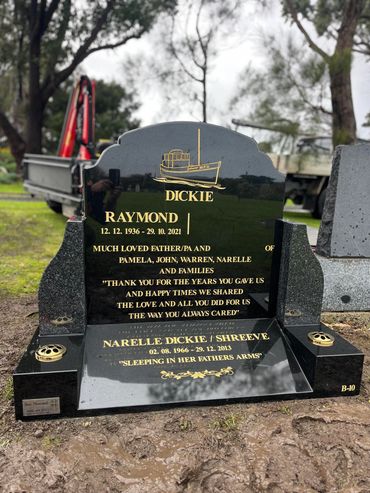 DICKIE
RAYMOND
12. 12. 1936 - 29. 10. 2021
MUCH LOVED FATHER/PA AND OF
PAMELA, JOHN, WARREN, NARELLE
AND FAMILIES
"THANK YOU FOR THE YEARS YOU GAVE US
AND HAPPY TIMES WE SHARED
THE LOVE AND ALL YOU DID FOR US
THE WAY YOU ALWAYS CARED"
NARELLE DICKIE / SHREEVE
02. 08. 1966 - 29. 12. 2013
"SLEEPING IN HER FATHERS ARMS"
B-10